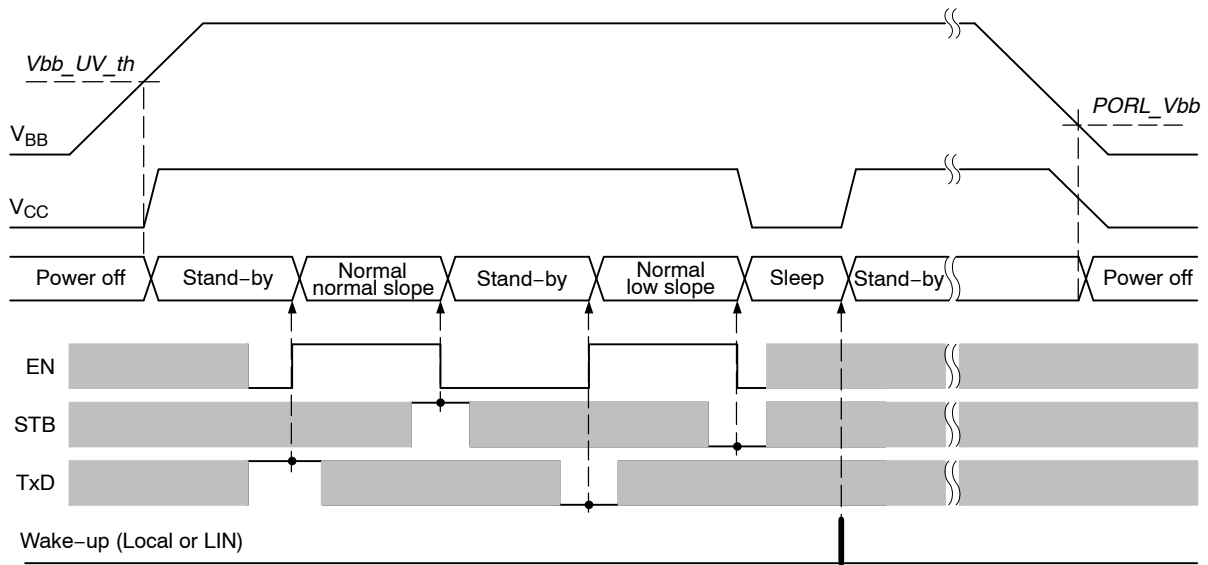 Vbb_UV_th
PORL_Vbb
VBB
VCC
Power off
Stand−by
Normal
normal slope
Stand−by
Normal
low slope
Sleep
Stand−by
Power off
EN
STB
TxD
Wake−up (Local or LIN)